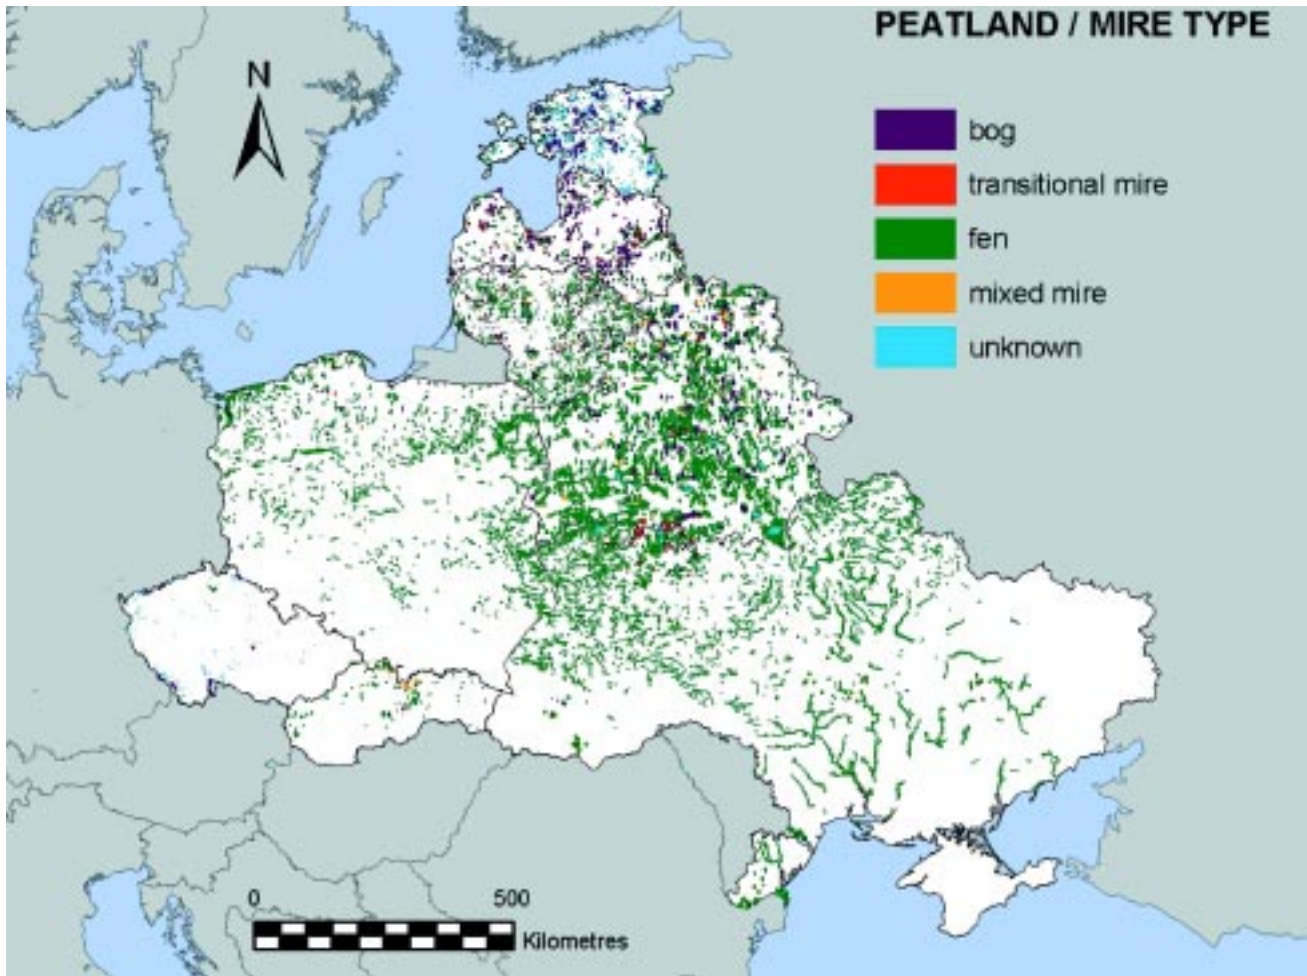 PEATLAND / MIRE TYPE
N
bog
transitional mire
fen
mixed mire
unknown
0 500
Kilometres